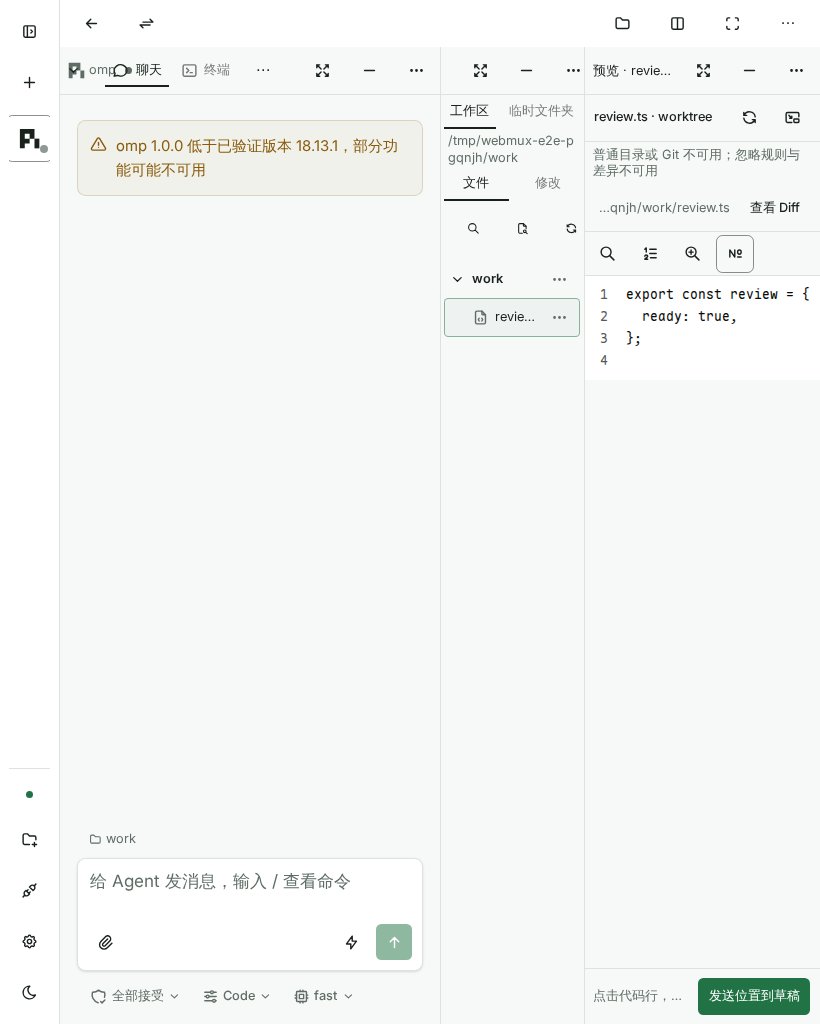 omp
聊天
终端
预览 · revie...
omp 1.0.0 低于已验证版本 18.13.1，部分功
能可能不可用
工作区
临时文件夹
/tmp/webmux-e2e-p
gqnjh/work
文件
修改
work
revie...
review.ts · worktree
普通目录或 Git 不可用；忽略规则与
差异不可用
...qnjh/work/review.ts
查看 Diff
1 export const review = {
2 ready: true,
3 };
4
work
给 Agent 发消息，输入 / 查看命令
全部接受
Code
fast
点击代码行，...
发送位置到草稿